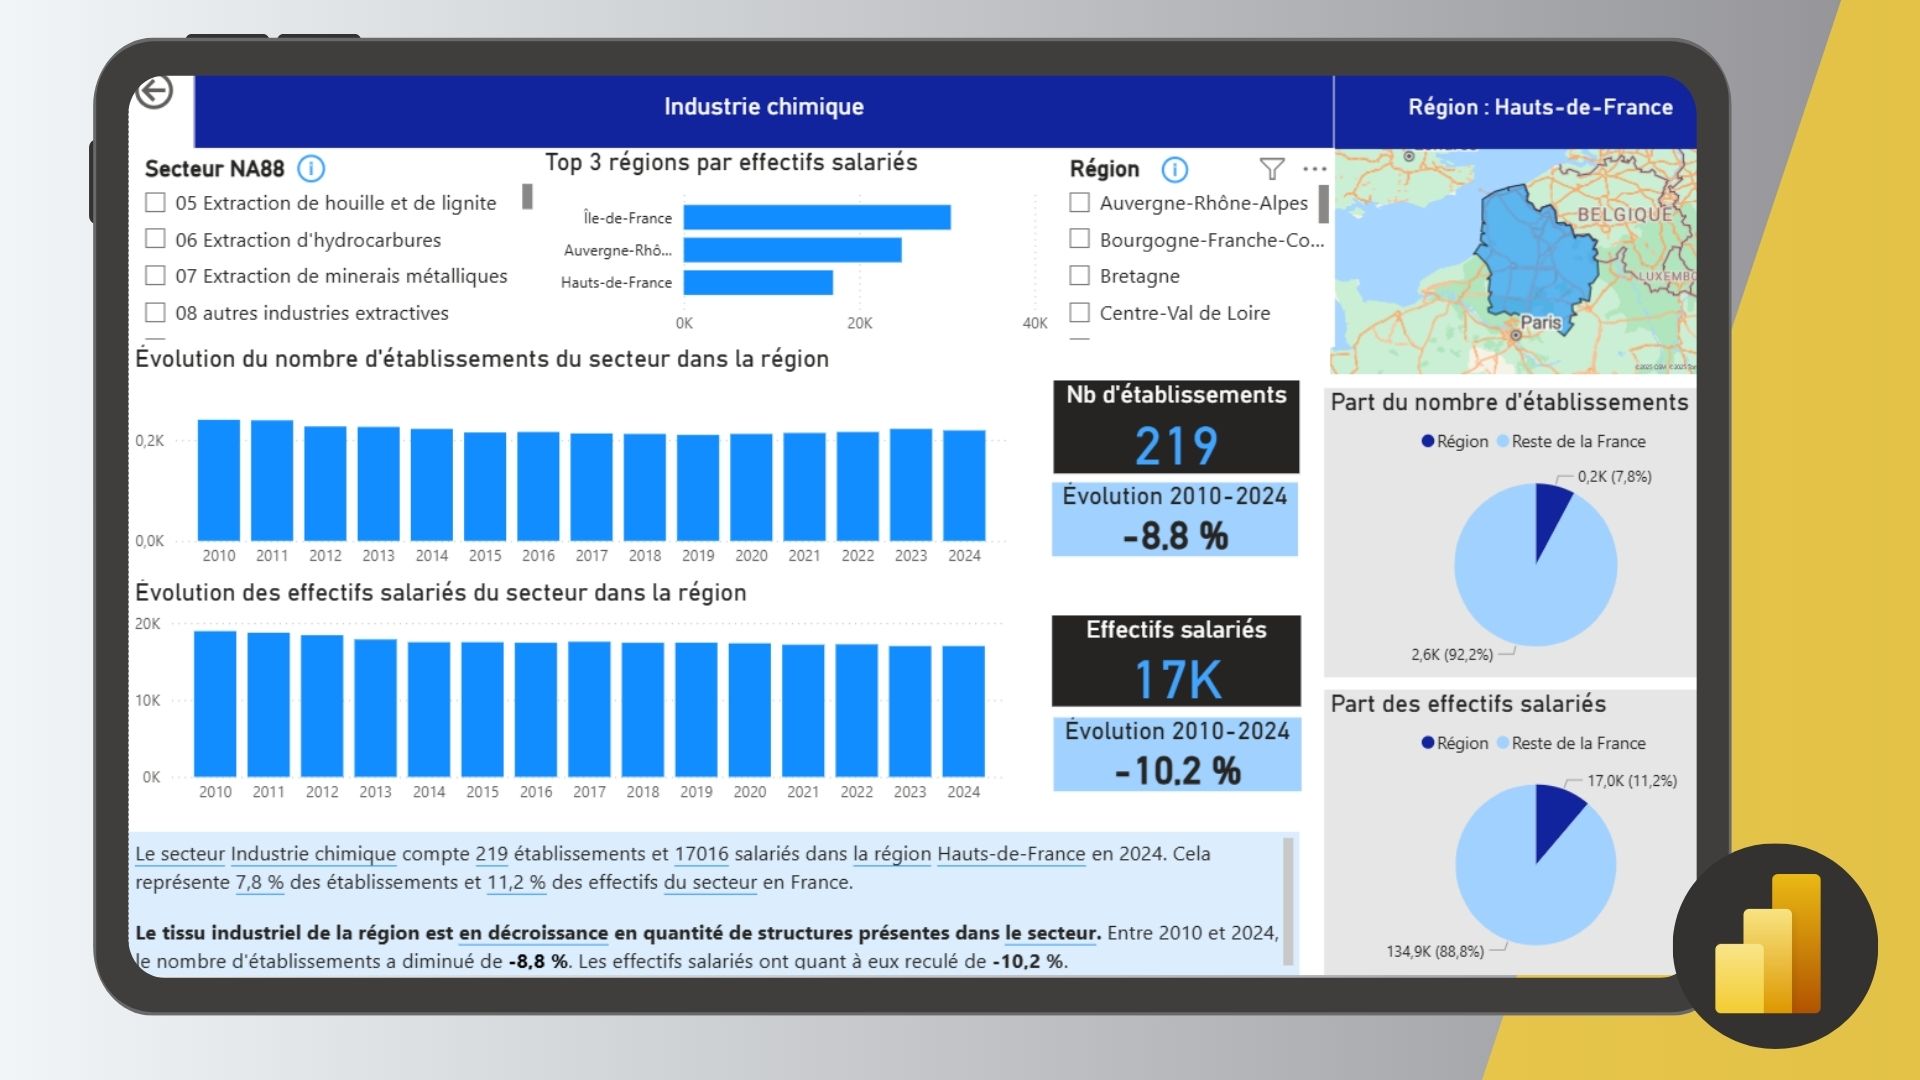 Industrie chimique
Région : Hauts-de-France
Secteur NA88
05 Extraction de houille et de lignite
06 Extraction d'hydrocarbures
07 Extraction de minerais métalliques
08 autres industries extractives
Top 3 régions par effectifs salariés
Île-de-France
Auvergne-Rhô...
Hauts-de-France
0K
20K
40K
Région
Auvergne-Rhône-Alpes
Bourgogne-Franche-Co...
Bretagne
Centre-Val de Loire
BELGIQUE
LUXEMBO
Paris
Évolution du nombre d'établissements du secteur dans la région
0,2K
0,0K
2010 2011 2012 2013 2014 2015 2016 2017 2018 2019 2020 2021 2022 2023 2024
Nb d'établissements
219
Évolution 2010-2024
-8.8 %
Part du nombre d'établissements
Région Reste de la France
0,2K (7,8%)
2,6K (92,2%)
Évolution des effectifs salariés du secteur dans la région
20K
10K
0K
2010 2011 2012 2013 2014 2015 2016 2017 2018 2019 2020 2021 2022 2023 2024
Effectifs salariés
17K
Évolution 2010-2024
-10.2 %
Part des effectifs salariés
Région Reste de la France
17,0K (11,2%)
134,9K (88,8%)
Le secteur Industrie chimique compte 219 établissements et 17016 salariés dans la région Hauts-de-France en 2024. Cela
représente 7,8 % des établissements et 11,2 % des effectifs du secteur en France.
Le tissu industriel de la région est en décroissance en quantité de structures présentes dans le secteur. Entre 2010 et 2024,
le nombre d'établissements a diminué de -8,8 %. Les effectifs salariés ont quant à eux reculé de -10,2 %.